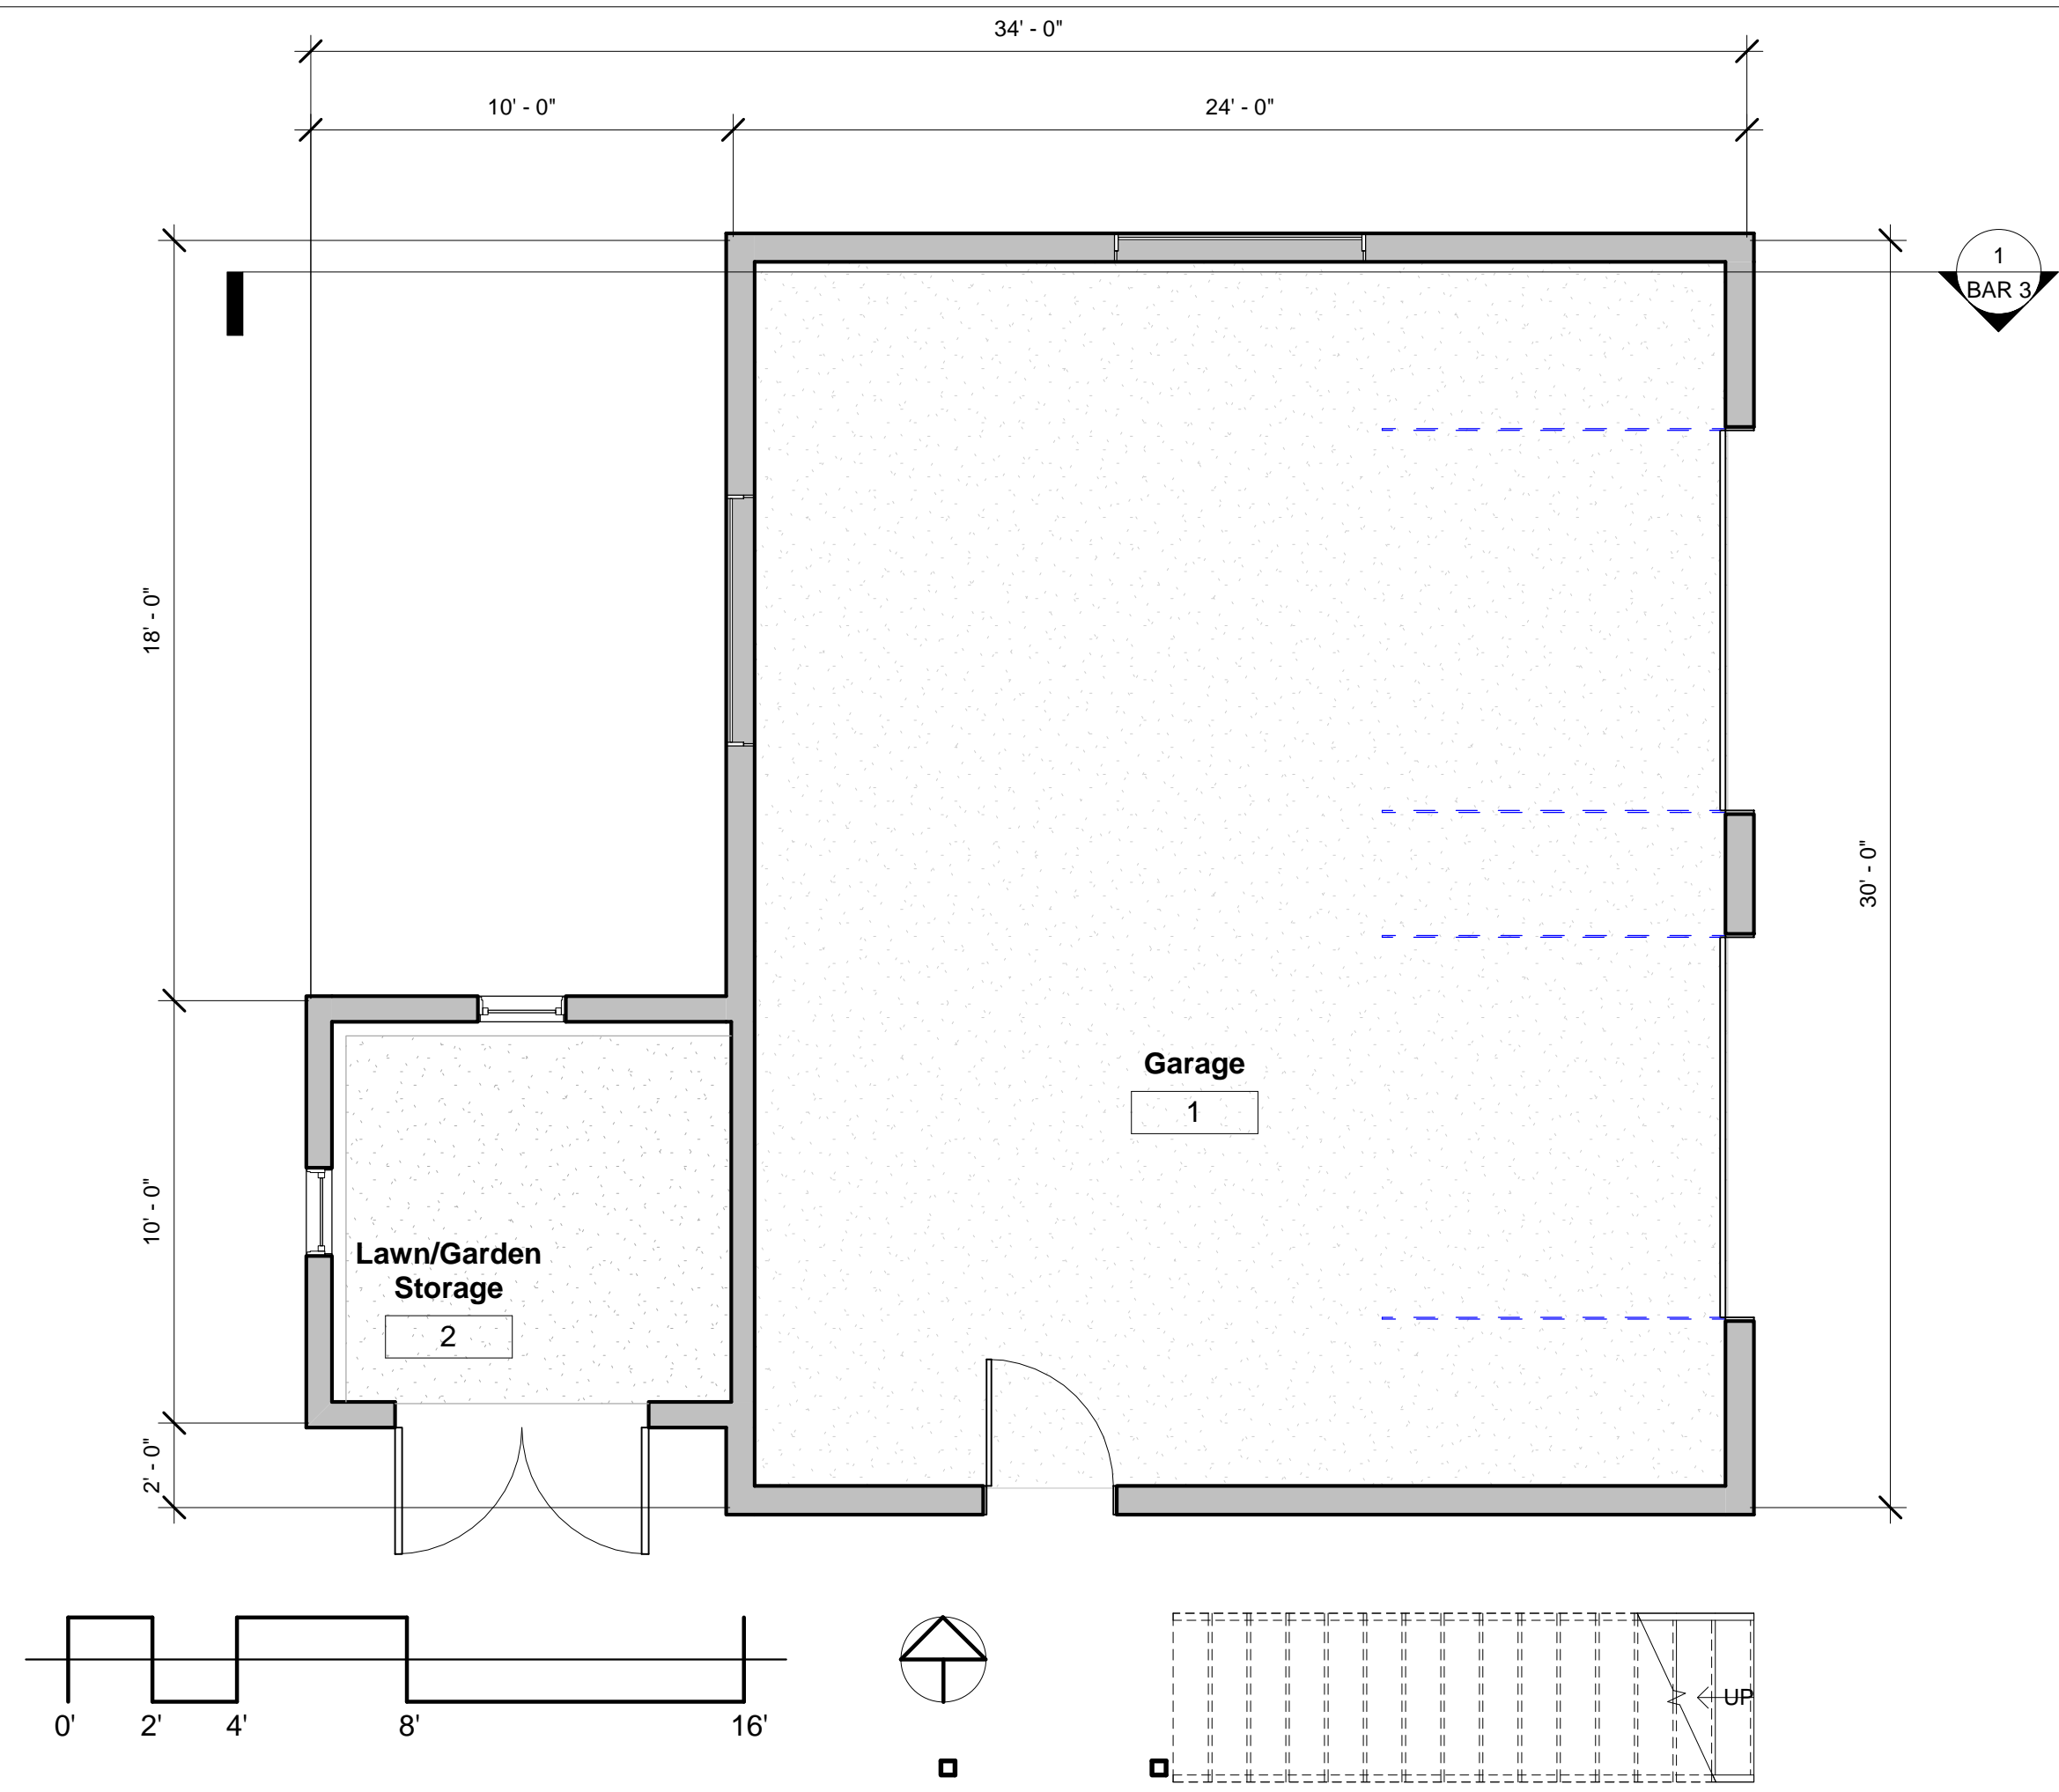 34' - 0"
10' - 0"
24' - 0"
1
BAR 3
18' - 0"
30' - 0"
Garage
1
10' - 0"
Lawn/Garden
Storage
2
2' - 0"
UP
0' 2' 4' 8' 16'